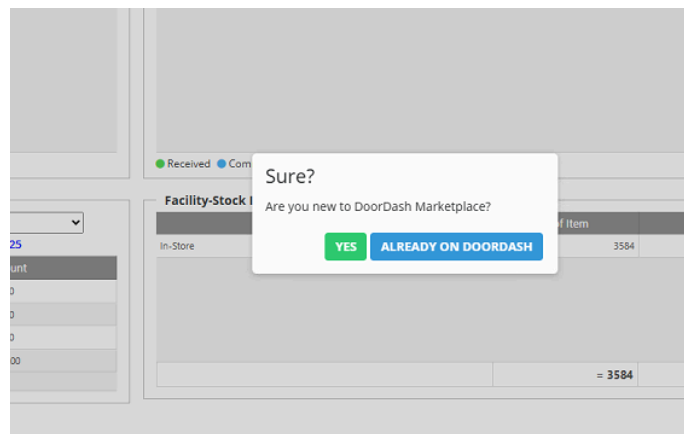 Received Com
Sure?
Are you new to DoorDash Marketplace?
YES ALREADY ON DOORDASH
Facility-Stock
f Item
In-Store 3584
= 3584
25
unt
0
0
0
00